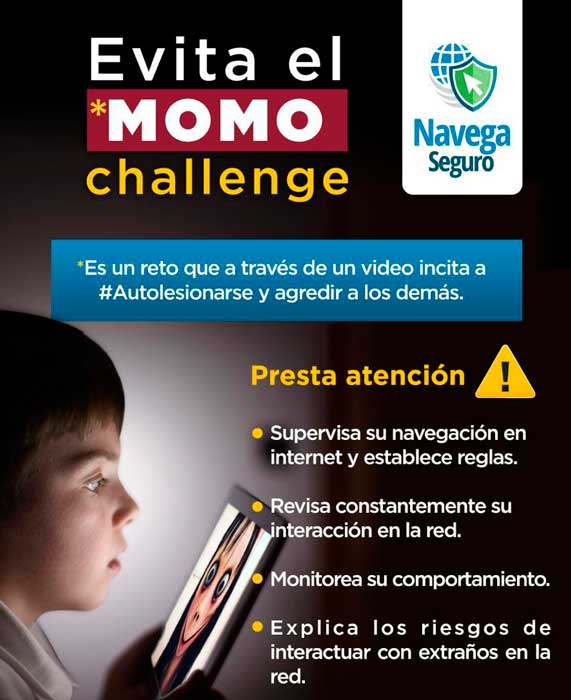 Evita el
*MOMO
challenge
Navega
Seguro
*Es un reto que a través de un video incita a
#Autolesionarse y agredir a los demás.
Presta atención
!
• Supervisa su navegación en
internet y establece reglas.
• Revisa constantemente su
interacción en la red.
• Monitorea su comportamiento.
• Explica los riesgos de
interactuar con extraños en la
red.